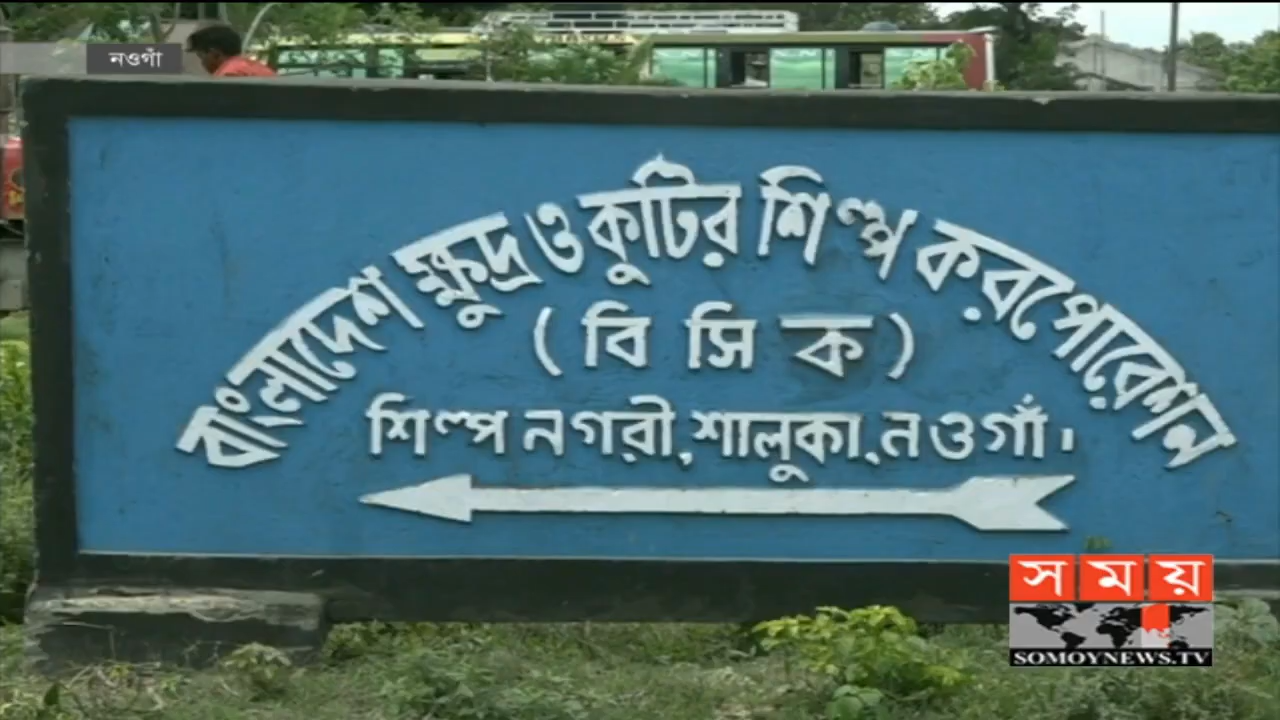 নওগাঁ
বাংলাদেশ ক্ষুদ্র ও কুটির শিল্প করপোরেশন
( বি সি ক )
শিল্প নগরী, শালুকা, নওগাঁ।
সময়
SOMOYNEWS.TV